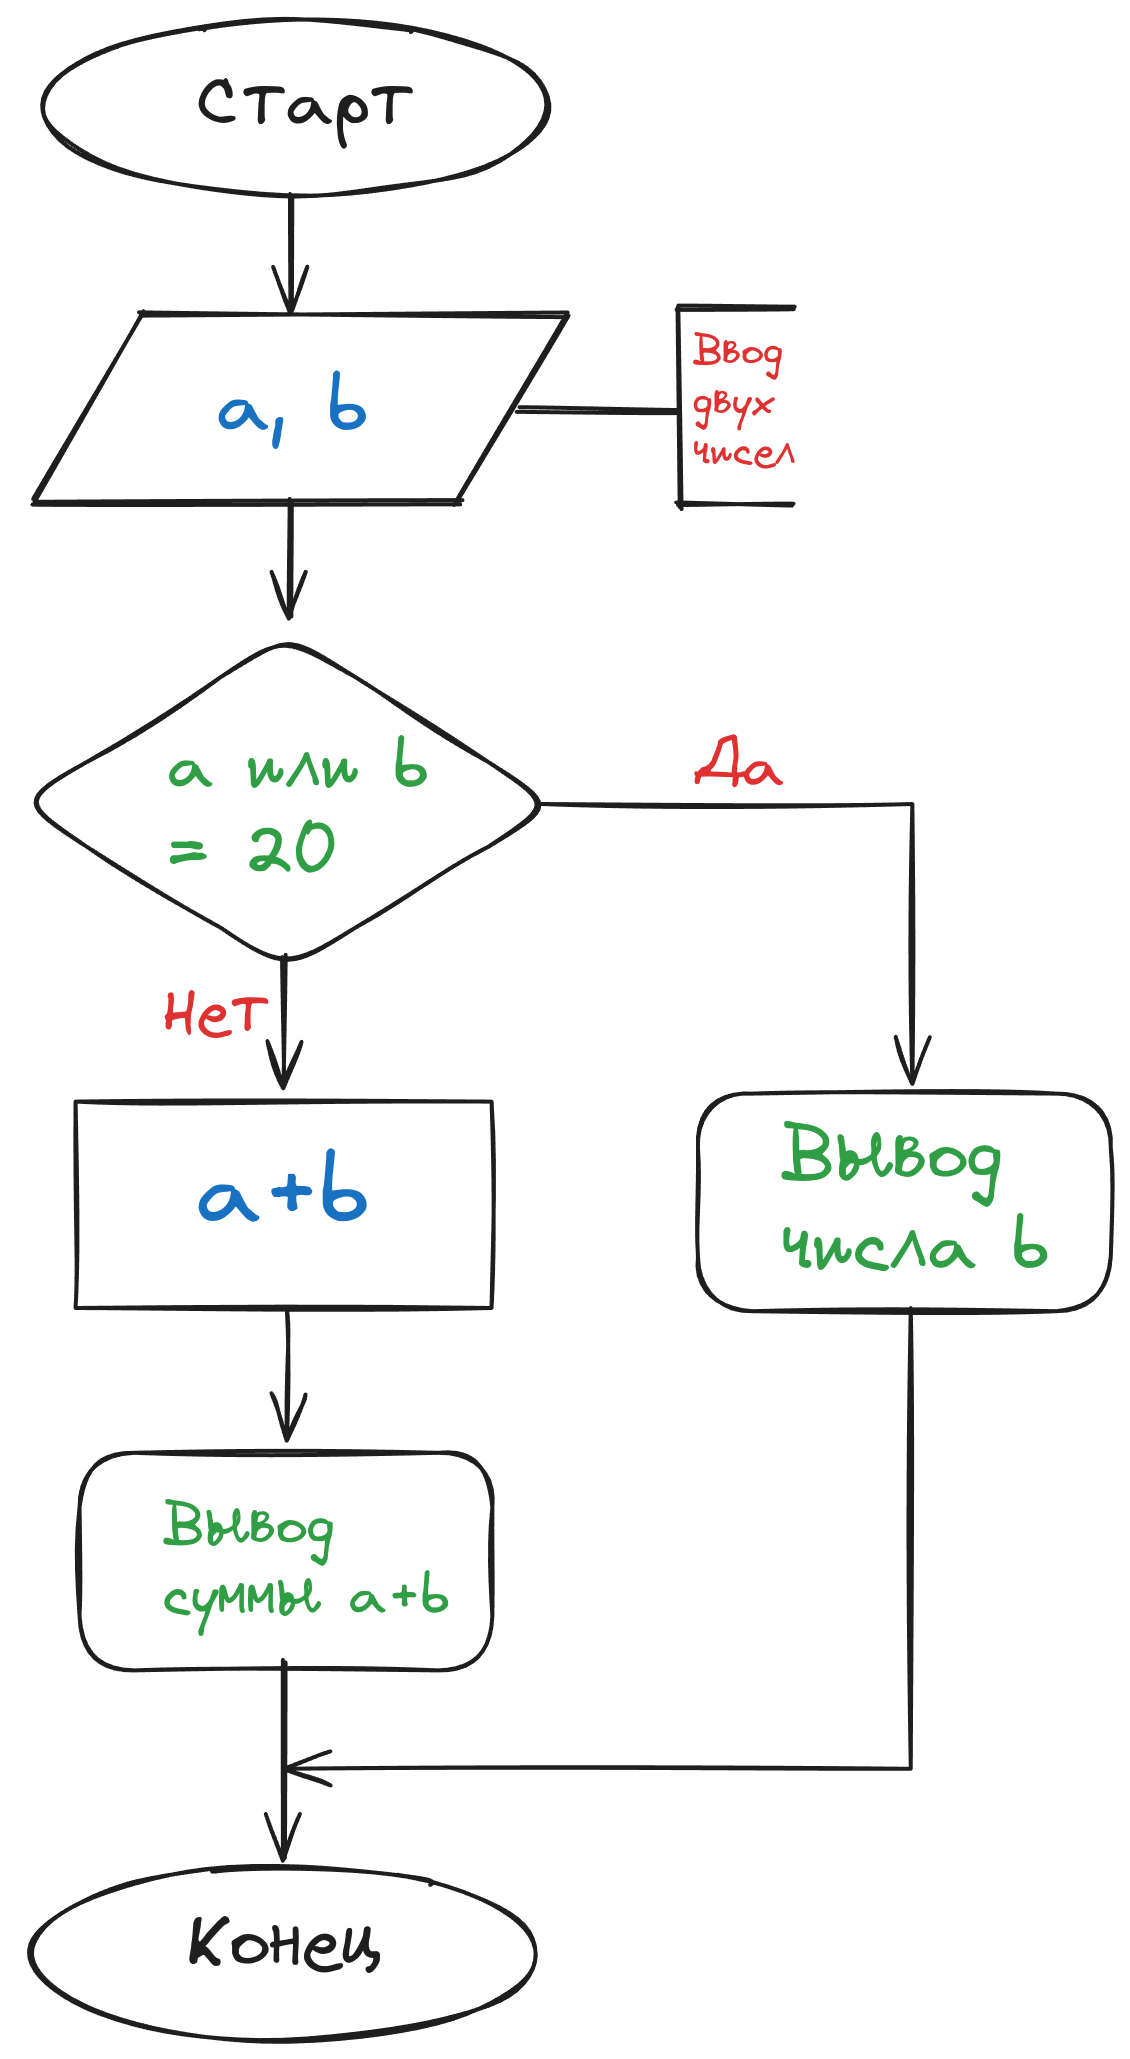 Старт
a, b
Ввод
двух
чисел
a или b
= 20
Да
Нет
a+b
Вывод
числа b
Вывод
суммы a+b
Конец